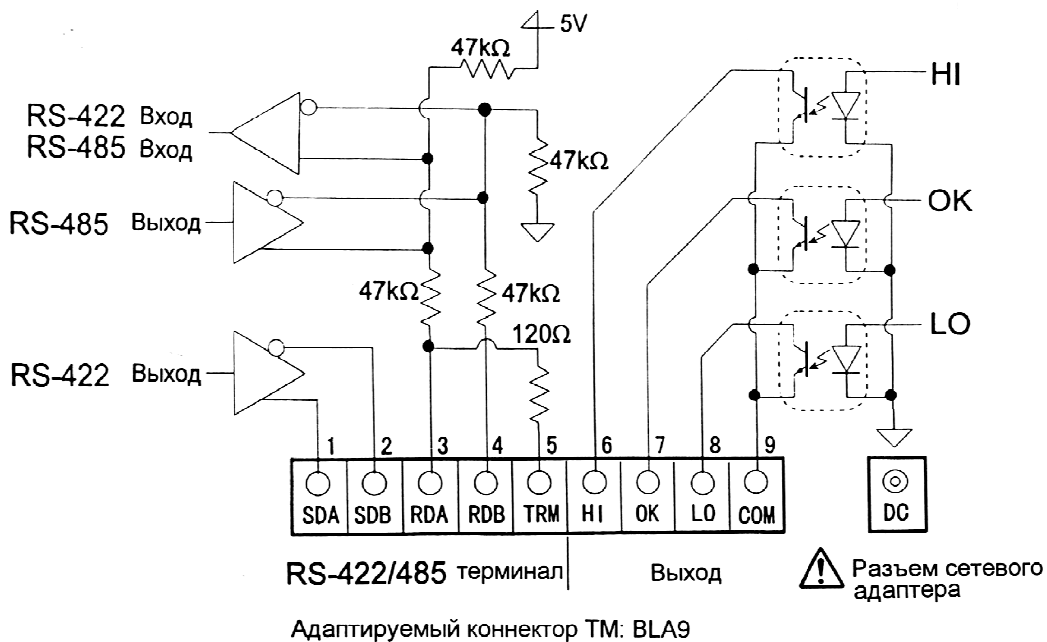 5V
47kΩ
HI
RS-422 Вход
RS-485 Вход
47kΩ
OK
RS-485 Выход
47kΩ
47kΩ
120Ω
LO
RS-422 Выход
1 2 3 4 5 6 7 8 9
SDA SDB RDA RDB TRM HI OK LO COM
DC
RS-422/485 терминал
Выход
Разъем сетевого
адаптера
Адаптируемый коннектор TM: BLA9